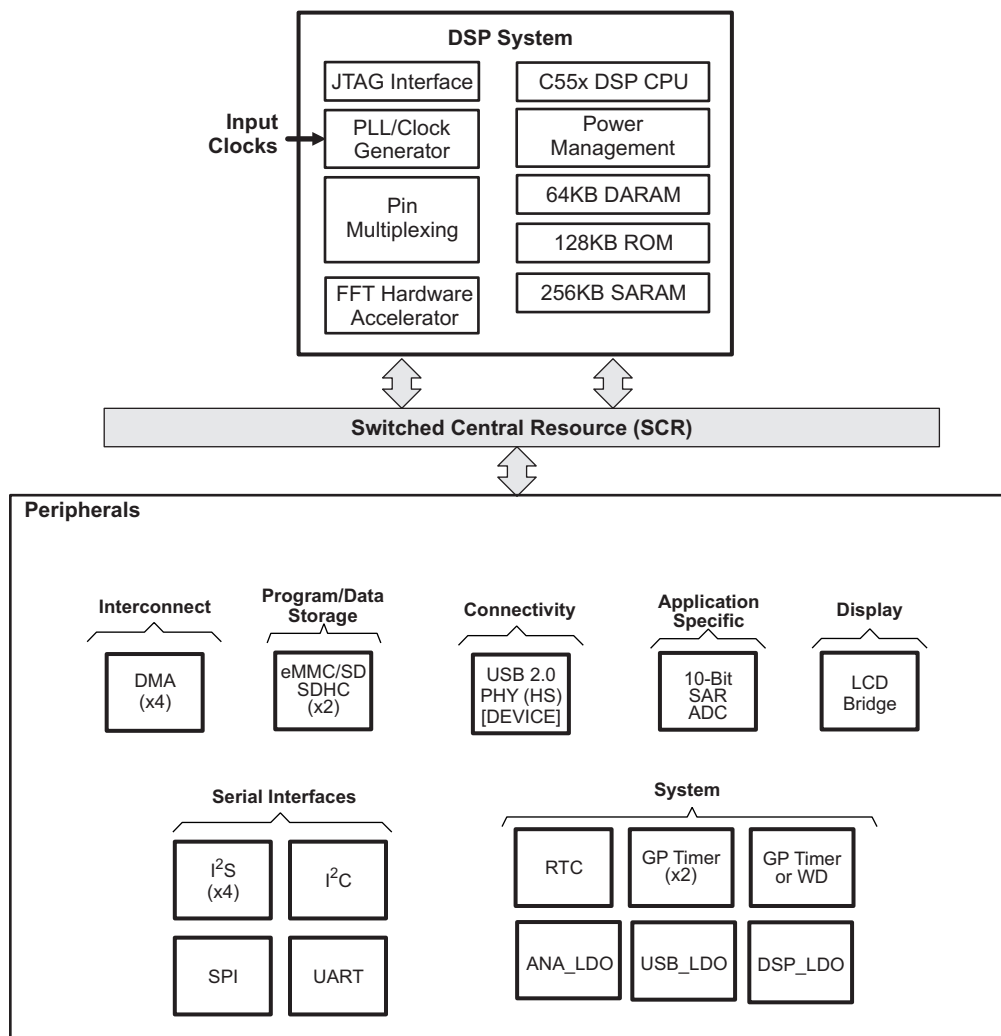 DSP System
JTAG Interface
C55x DSP CPU
Input
Clocks
PLL/Clock
Generator
Power
Management
Pin
Multiplexing
64KB DARAM
128KB ROM
FFT Hardware
Accelerator
256KB SARAM
Switched Central Resource (SCR)
Peripherals
Interconnect
DMA
(x4)
Program/Data
Storage
eMMC/SD
SDHC
(x2)
Connectivity
USB 2.0
PHY (HS)
[DEVICE]
Application
Specific
10-Bit
SAR
ADC
Display
LCD
Bridge
Serial Interfaces
I²S
(x4)
I²C
SPI
UART
System
RTC
GP Timer
(x2)
GP Timer
or WD
ANA_LDO
USB_LDO
DSP_LDO